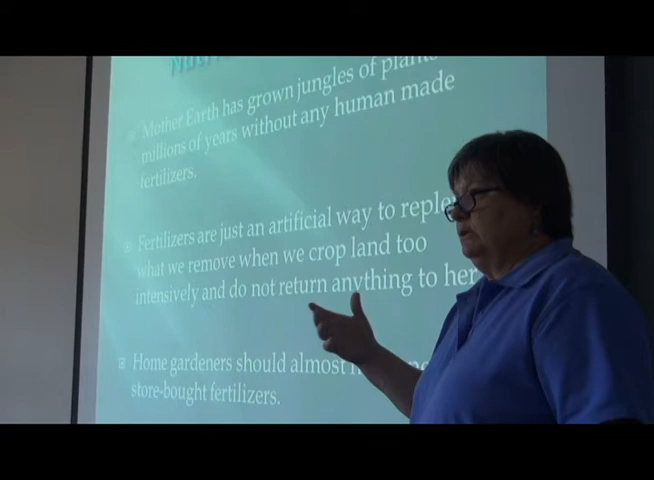 Mother Earth has grown jungles of plants
millions of years without any human made
fertilizers.
Fertilizers are just an artificial way to
what we remove when we crop land too
intensively and do not return anything to her
Home gardeners should almost
store-bought fertilizers.